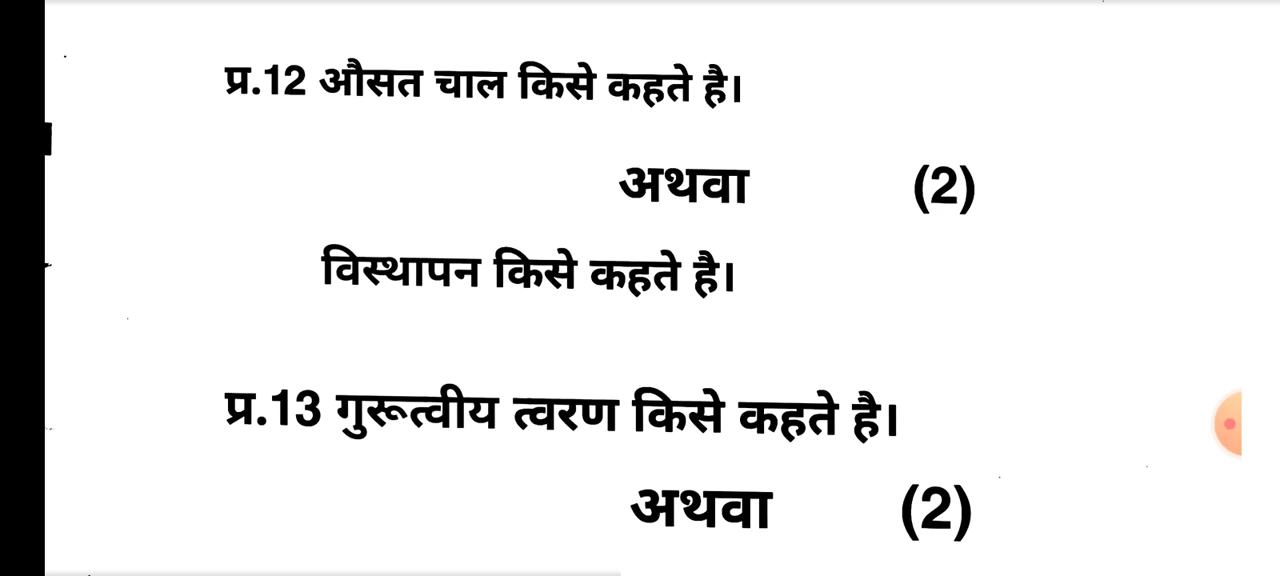 प्र.12 औसत चाल किसे कहते है।
अथवा (2)
विस्थापन किसे कहते है।
प्र.13 गुरूत्वीय त्वरण किसे कहते है।
अथवा (2)